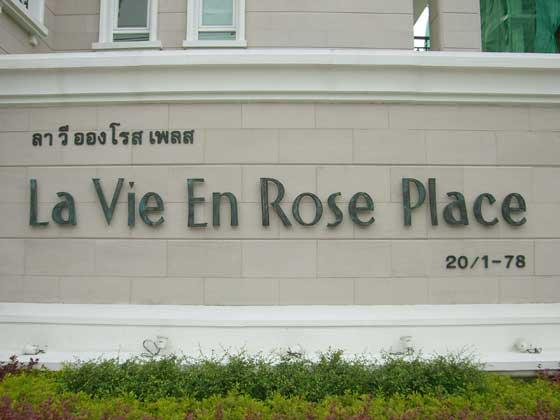 ลา วี อองโรส เพลส
La Vie En Rose Place
20/1-78